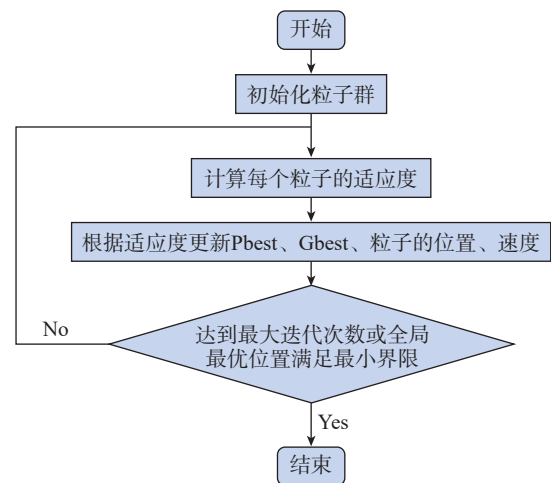 开始
初始化粒子群
计算每个粒子的适应度
根据适应度更新Pbest、Gbest、粒子的位置、速度
No
达到最大迭代次数或全局
最优位置满足最小界限
Yes
结束